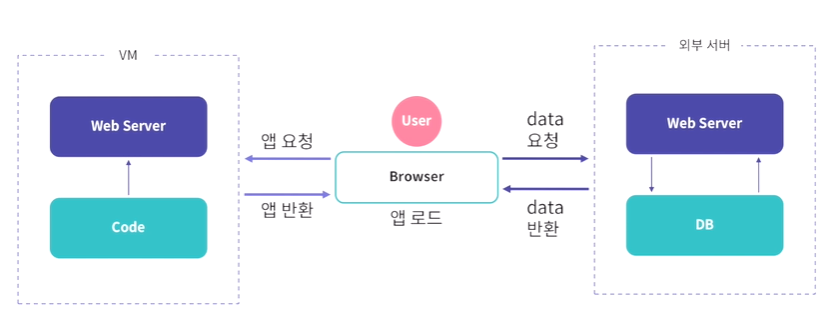 VM
Web Server
Code
앱 요청
앱 반환
User
Browser
앱 로드
data
요청
data
반환
외부 서버
Web Server
DB